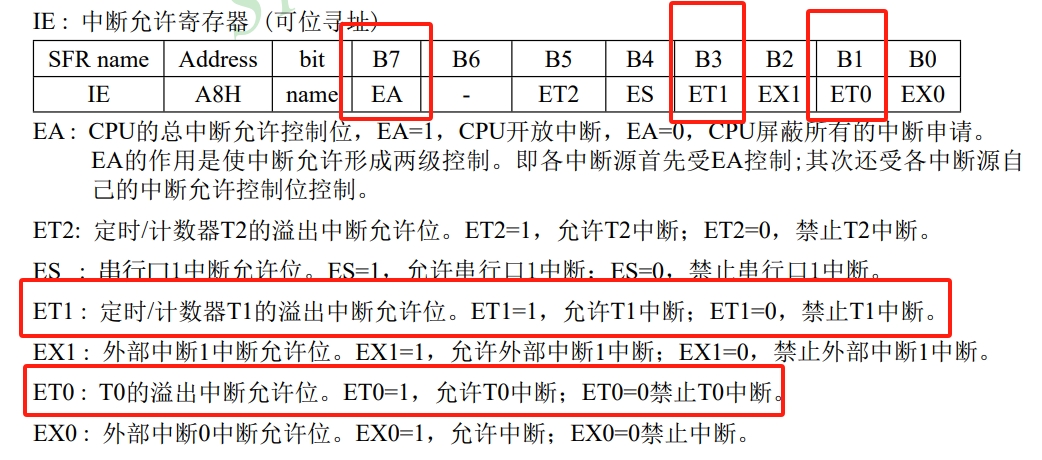 IE : 中断允许寄存器 (可位寻址)
SFR name Address bit B7 B6 B5 B4 B3 B2 B1 B0
IE A8H name EA - ET2 ES ET1 EX1 ET0 EX0
EA : CPU的总中断允许控制位，EA=1，CPU开放中断，EA=0，CPU屏蔽所有的中断申请。
EA的作用是使中断允许形成两级控制。即各中断源首先受EA控制;其次还受各中断源自
己的中断允许控制位控制。
ET2: 定时/计数器T2的溢出中断允许位。ET2=1，允许T2中断；ET2=0，禁止T2中断。
ES : 串行口1中断允许位。ES=1，允许串行口1中断；ES=0，禁止串行口1中断。
ET1 : 定时/计数器T1的溢出中断允许位。ET1=1，允许T1中断；ET1=0，禁止T1中断。
EX1 : 外部中断1中断允许位。EX1=1，允许外部中断1中断；EX1=0，禁止外部中断1中断。
ET0 : T0的溢出中断允许位。ET0=1，允许T0中断；ET0=0禁止T0中断。
EX0 : 外部中断0中断允许位。EX0=1，允许中断；EX0=0禁止中断。